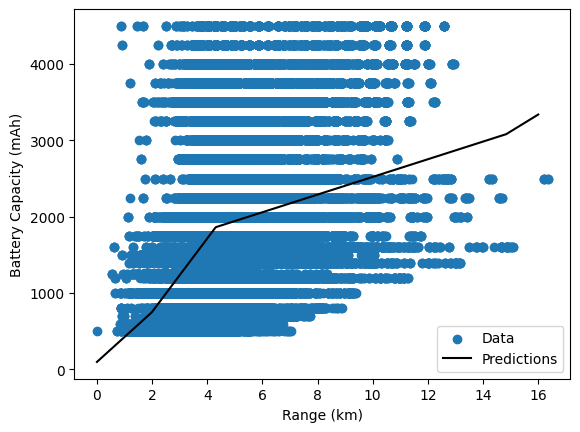 4000
3000
2000
1000
0
Battery Capacity (mAh)
0 2 4 6 8 10 12 14 16
Range (km)
Data
Predictions